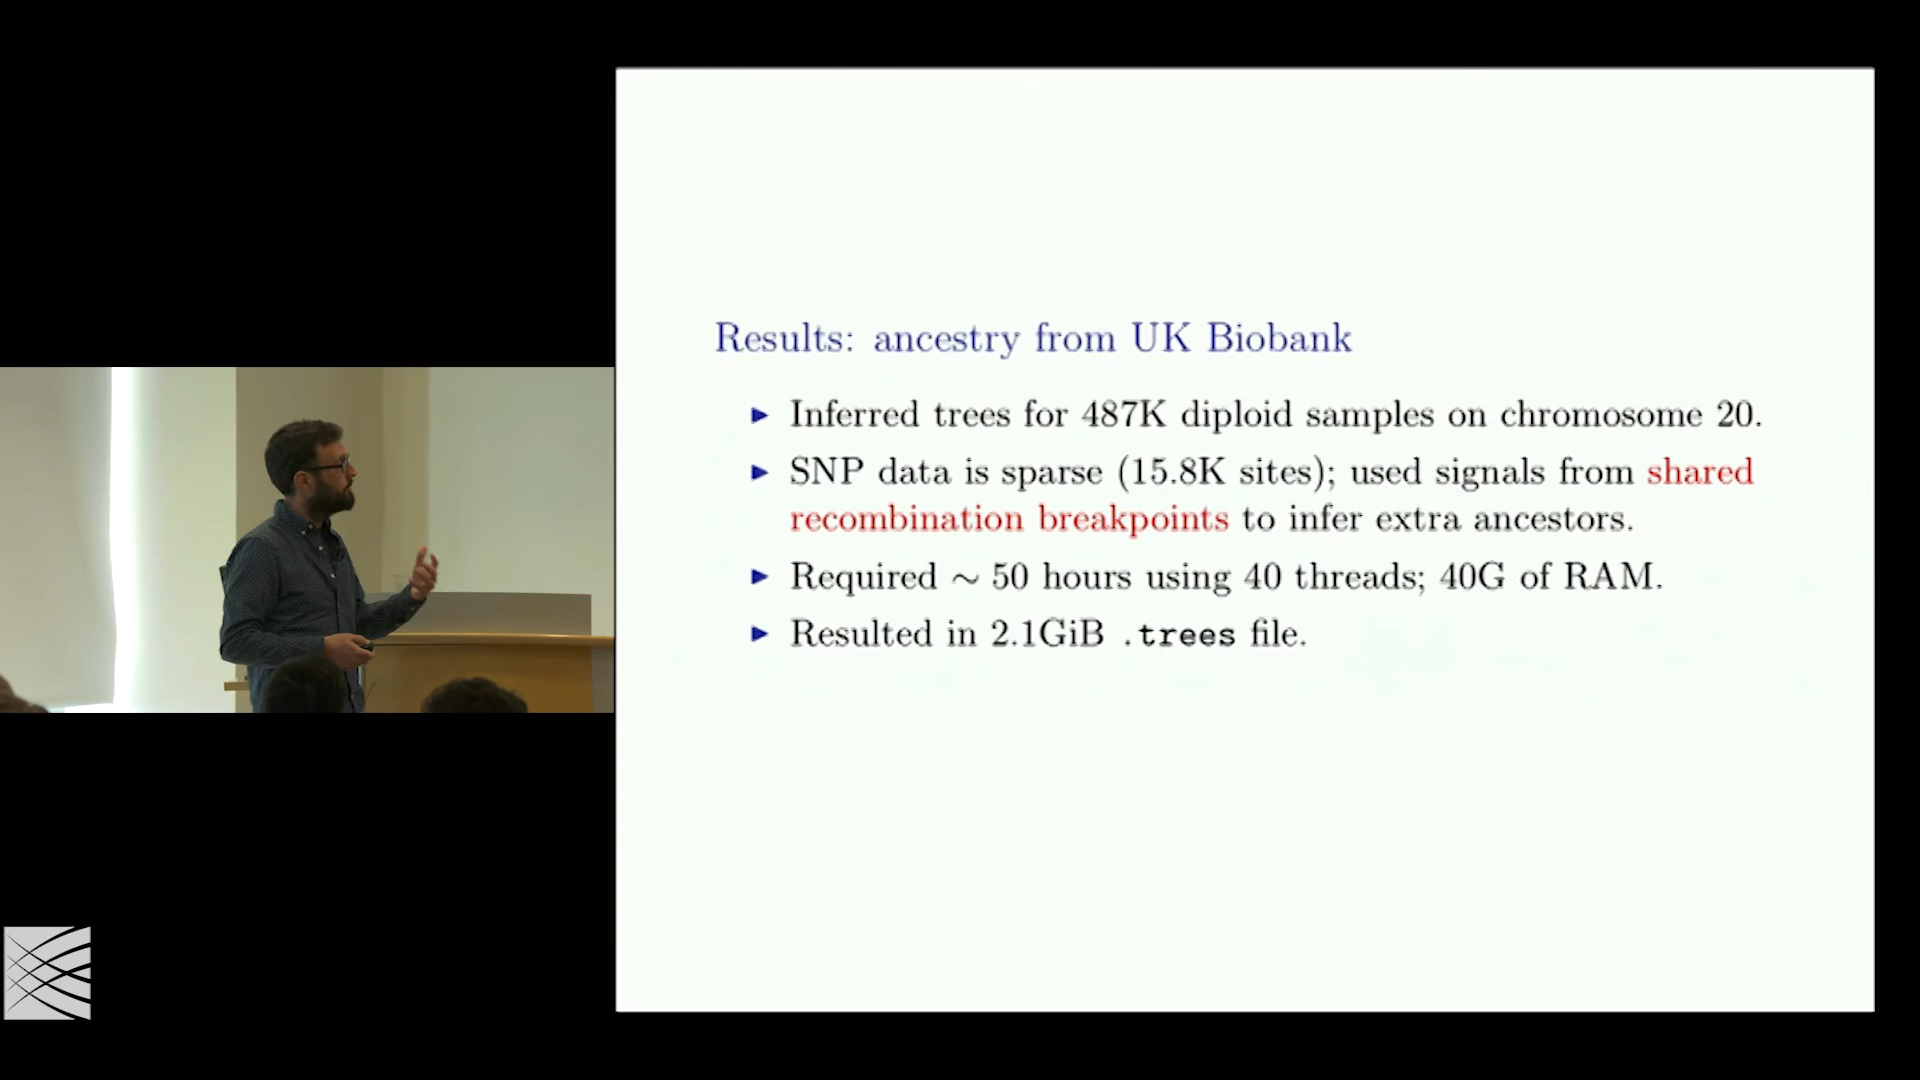 Results: ancestry from UK Biobank
▶ Inferred trees for 487K diploid samples on chromosome 20.
▶ SNP data is sparse (15.8K sites); used signals from shared
recombination breakpoints to infer extra ancestors.
▶ Required ∼ 50 hours using 40 threads; 40G of RAM.
▶ Resulted in 2.1GiB .trees file.